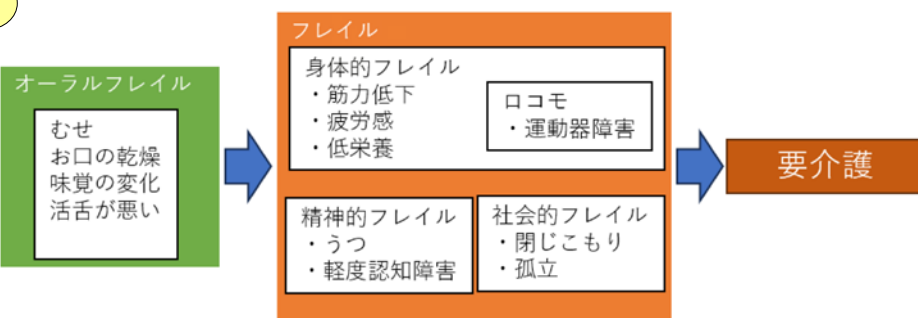 オーラルフレイル
むせ
お口の乾燥
味覚の変化
活舌が悪い
フレイル
身体的フレイル
・筋力低下
・疲労感
・低栄養
ロコモ
・運動器障害
精神的フレイル
・うつ
・軽度認知障害
社会的フレイル
・閉じこもり
・孤立
要介護